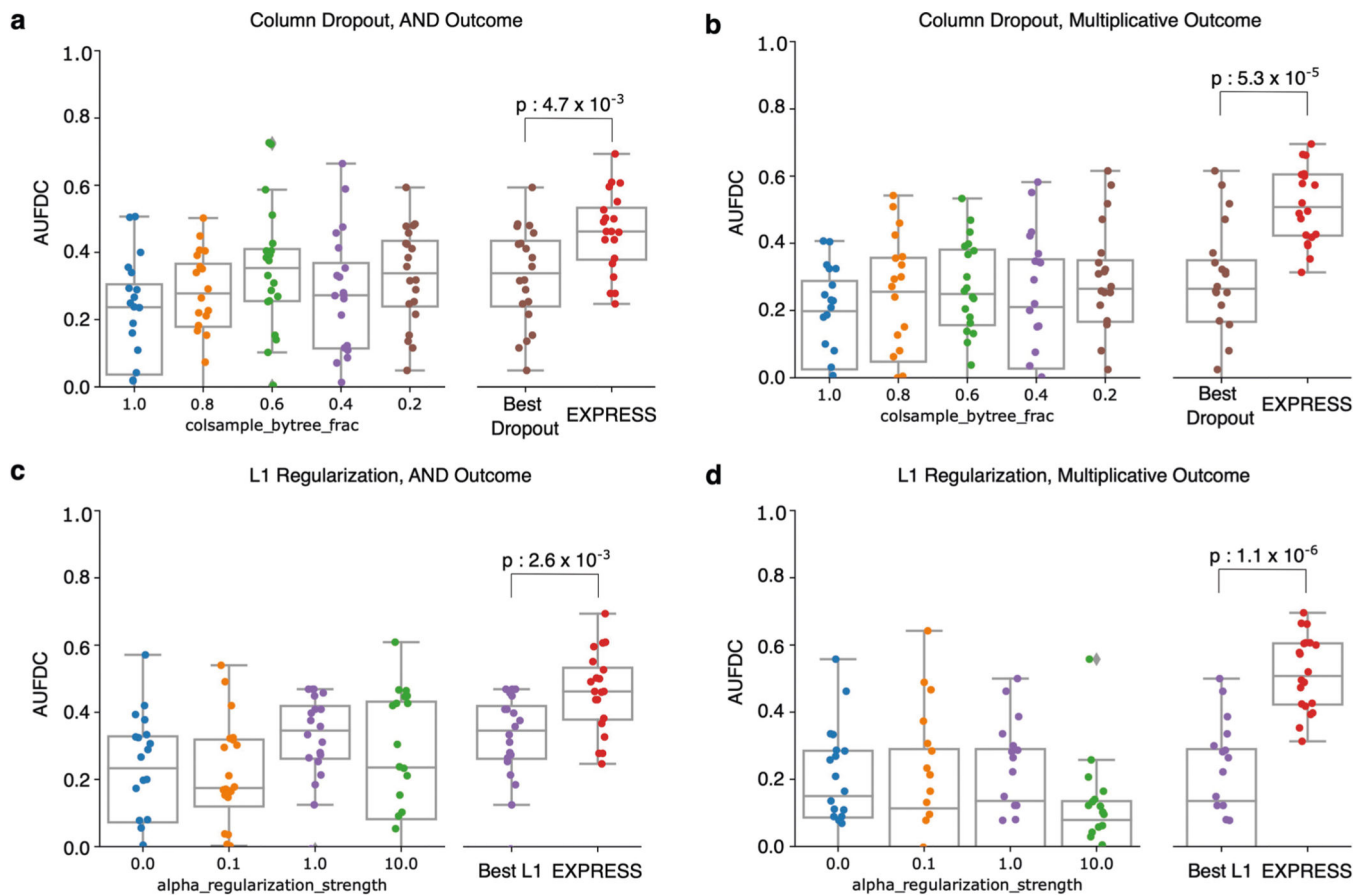 a
Column Dropout, AND Outcome
1.0
0.8
0.6
0.4
0.2
0.0
AUFDC
p : 4.7 x 10⁻³
1.0
0.8
0.6
0.4
0.2
colsample_bytree_frac
Best
Dropout
EXPRESS
b
Column Dropout, Multiplicative Outcome
1.0
0.8
0.6
0.4
0.2
0.0
AUFDC
p : 5.3 x 10⁻⁵
1.0
0.8
0.6
0.4
0.2
colsample_bytree_frac
Best
Dropout
EXPRESS
c
L1 Regularization, AND Outcome
1.0
0.8
0.6
0.4
0.2
0.0
AUFDC
p : 2.6 x 10⁻³
0.0
0.1
1.0
10.0
alpha_regularization_strength
Best L1
EXPRESS
d
L1 Regularization, Multiplicative Outcome
1.0
0.8
0.6
0.4
0.2
0.0
AUFDC
p : 1.1 x 10⁻⁶
0.0
0.1
1.0
10.0
alpha_regularization_strength
Best L1
EXPRESS